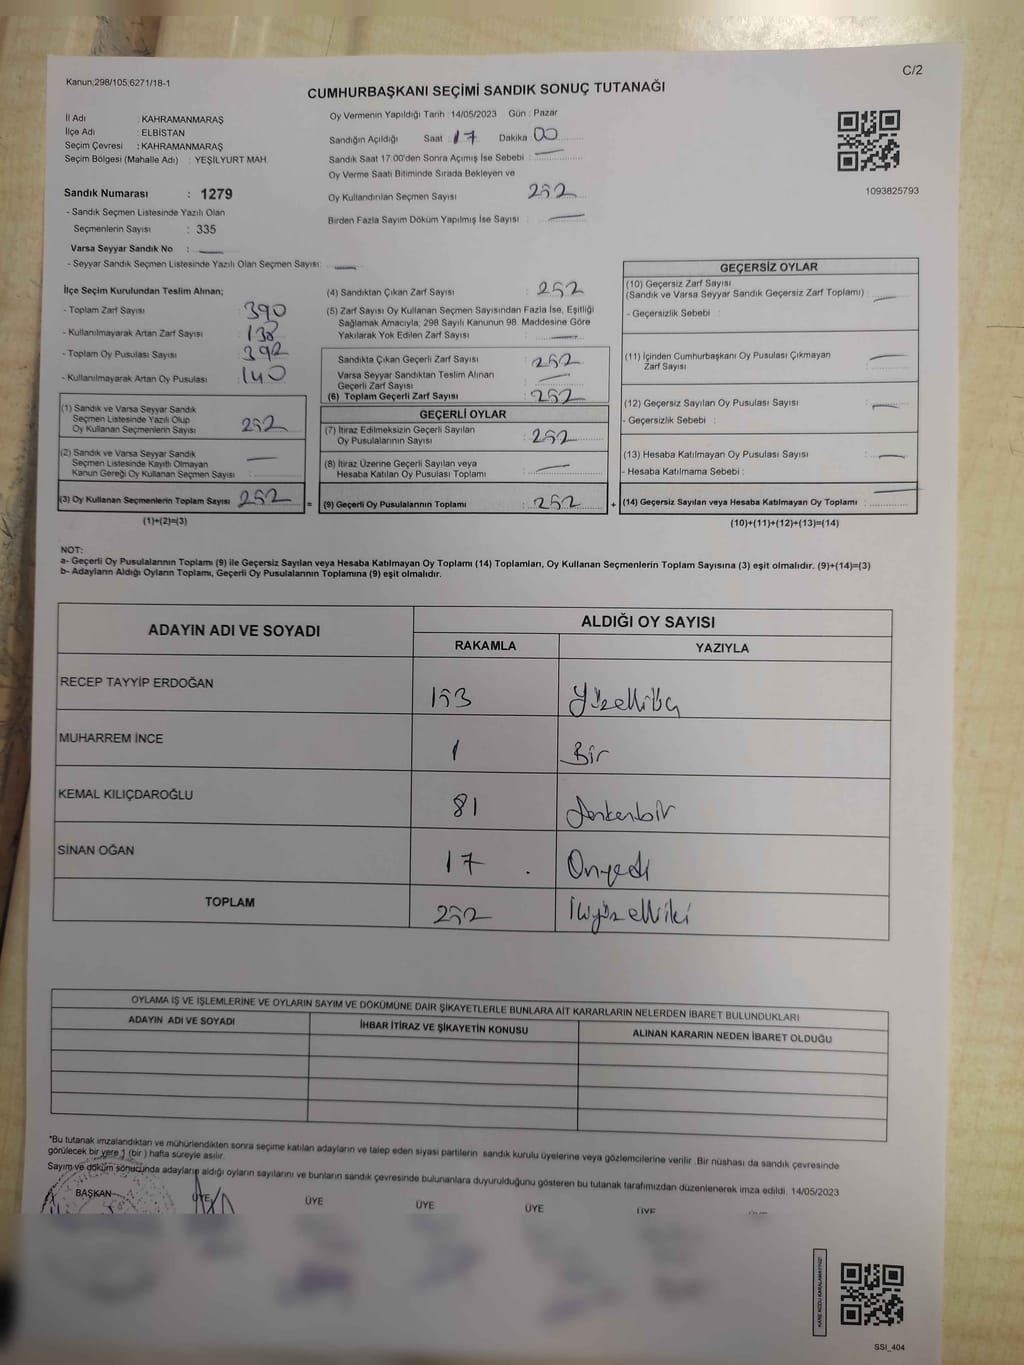 Kanun;298/105;6271/18-1
C/2
CUMHURBAŞKANI SEÇİMİ SANDIK SONUÇ TUTANAĞI
İl Adı : KAHRAMANMARAŞ
İlçe Adı : ELBİSTAN
Seçim Çevresi : KAHRAMANMARAŞ
Seçim Bölgesi (Mahalle Adı) : YEŞİLYURT MAH.
Sandık Numarası : 1279
- Sandık Seçmen Listesinde Yazılı Olan
Seçmenlerin Sayısı : 335
Varsa Seyyar Sandık No :
- Seyyar Sandık Seçmen Listesinde Yazılı Olan Seçmen Sayısı:
Oy Vermenin Yapıldığı Tarih : 14/05/2023 Gün : Pazar
Sandığın Açıldığı Saat : 17 Dakika : 00
Sandık Saat 17:00'den Sonra Açımış İse Sebebi :
Oy Verme Saati Bitiminde Sırada Bekleyen ve
Oy Kullandırılan Seçmen Sayısı 252
Birden Fazla Sayım Döküm Yapılmış İse Sayısı :
1093825793
İlçe Seçim Kurulundan Teslim Alınan;
- Toplam Zarf Sayısı : 390
- Kullanılmayarak Artan Zarf Sayısı : 138
- Toplam Oy Pusulası Sayısı : 392
- Kullanılmayarak Artan Oy Pusulası : 140
(1) Sandık ve Varsa Seyyar Sandık
Seçmen Listesinde Yazılı Olup
Oy Kullanan Seçmenlerin Sayısı : 252
(2) Sandık ve Varsa Seyyar Sandık
Seçmen Listesinde Kayıtlı Olmayan
Kanun Gereği Oy Kullanan Seçmen Sayısı :
(3) Oy Kullanan Seçmenlerin Toplam Sayısı : 252
(1)+(2)=(3)
=
(4) Sandıktan Çıkan Zarf Sayısı : 252
(5) Zarf Sayısı Oy Kullanan Seçmen Sayısından Fazla İse, Eşitliği
Sağlamak Amacıyla; 298 Sayılı Kanunun 98. Maddesine Göre
Yakılarak Yok Edilen Zarf Sayısı :
Sandıkta Çıkan Geçerli Zarf Sayısı : 252
Varsa Seyyar Sandıktan Teslim Alınan
Geçerli Zarf Sayısı :
(6) Toplam Geçerli Zarf Sayısı : 252
GEÇERLİ OYLAR
(7) İtiraz Edilmeksizin Geçerli Sayılan
Oy Pusulalarının Sayısı : 252
(8) İtiraz Üzerine Geçerli Sayılan veya
Hesaba Katılan Oy Pusulası Toplamı :
(9) Geçerli Oy Pusulalarının Toplamı : 252
+
GEÇERSİZ OYLAR
(10) Geçersiz Zarf Sayısı
(Sandık ve Varsa Seyyar Sandık Geçersiz Zarf Toplamı) :
- Geçersizlik Sebebi :
(11) İçinden Cumhurbaşkanı Oy Pusulası Çıkmayan
Zarf Sayısı :
(12) Geçersiz Sayılan Oy Pusulası Sayısı :
- Geçersizlik Sebebi :
(13) Hesaba Katılmayan Oy Pusulası Sayısı :
- Hesaba Katılmama Sebebi :
(14) Geçersiz Sayılan veya Hesaba Katılmayan Oy Toplamı :
(10)+(11)+(12)+(13)=(14)
NOT:
a- Geçerli Oy Pusulalarının Toplamı (9) ile Geçersiz Sayılan veya Hesaba Katılmayan Oy Toplamı (14) Toplamları, Oy Kullanan Seçmenlerin Toplam Sayısına (3) eşit olmalıdır. (9)+(14)=(3)
b- Adayların Aldığı Oyların Toplamı, Geçerli Oy Pusulalarının Toplamına (9) eşit olmalıdır.
ADAYIN ADI VE SOYADI
ALDIĞI OY SAYISI
RAKAMLA YAZIYLA
RECEP TAYYİP ERDOĞAN 153
MUHARREM İNCE 1 Bir
KEMAL KILIÇDAROĞLU 81
SİNAN OĞAN 17 Onyedi
TOPLAM 252 İkiyüzelliiki
OYLAMA İŞ VE İŞLEMLERİNE VE OYLARIN SAYIM VE DÖKÜMÜNE DAİR ŞİKAYETLERLE BUNLARA AİT KARARLARIN NELERDEN İBARET BULUNDUKLARI
ADAYIN ADI VE SOYADI İHBAR İTİRAZ VE ŞİKAYETİN KONUSU ALINAN KARARIN NEDEN İBARET OLDUĞU
*Bu tutanak imzalandıktan ve mühürlendikten sonra seçime katılan adayların ve talep eden siyasi partilerin sandık kurulu üyelerine veya gözlemcilerine verilir. Bir nüshası da sandık çevresinde
görülecek bir yere 1 (bir) hafta süreyle asılır.
Sayım ve döküm sonucunda adayların aldığı oyların sayılarını ve bunların sandık çevresinde bulunanlara duyurulduğunu gösteren bu tutanak tarafımızdan düzenlenerek imza edildi. 14/05/2023
BAŞKAN ÜYE ÜYE ÜYE ÜYE ÜYE
KARE KODU KARALAMAYINIZ!
SSI_404